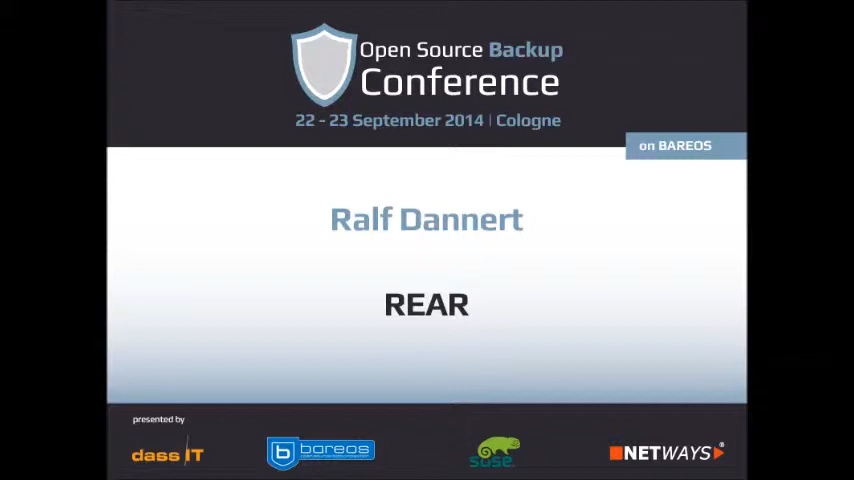 Open Source Backup
Conference
22 - 23 September 2014 | Cologne
on BAREOS
Ralf Dannert
REAR
presented by
dass IT
bareos
suse
NETWAYS®